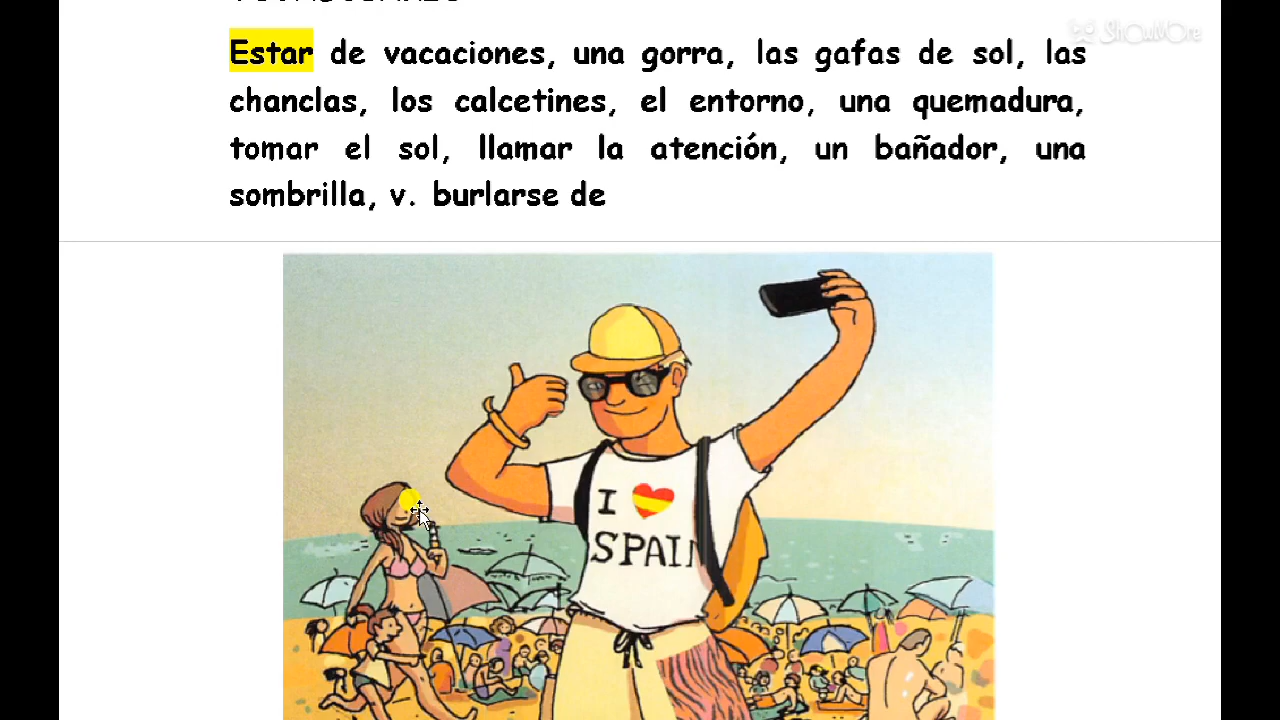 ShowMore
Estar de vacaciones, una gorra, las gafas de sol, las
chanclas, los calcetines, el entorno, una quemadura,
tomar el sol, llamar la atención, un bañador, una
sombrilla, v. burlarse de
I
SPAIN